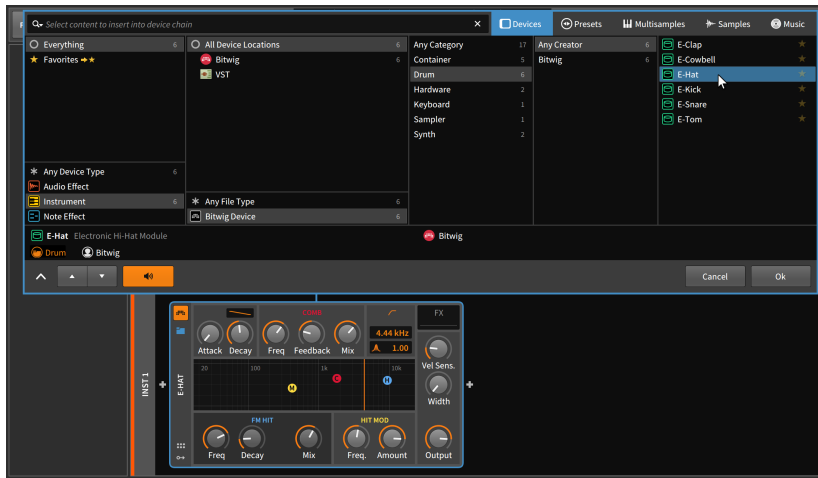 Select content to insert into device chain
Devices
Presets
Multisamples
Samples
Music
Everything 6
Favorites
Any Device Type 6
Audio Effect
Instrument 6
Note Effect
All Device Locations 6
Bitwig 6
VST
Any File Type 6
Bitwig Device 6
Any Category 17
Container 5
Drum 6
Hardware 2
Keyboard 1
Sampler 1
Synth 2
Any Creator 6
Bitwig 6
E-Clap
E-Cowbell
E-Hat
E-Kick
E-Snare
E-Tom
E-Hat Electronic Hi-Hat Module
Bitwig
Drum Bitwig
Cancel Ok
INST 1
E-HAT
COMB
FX
4.44 kHz
1.00
Attack Decay Freq Feedback Mix
Vel Sens.
20 100 1k 10k
M C H
Width
FM HIT HIT MOD
Freq Decay Mix Freq. Amount Output